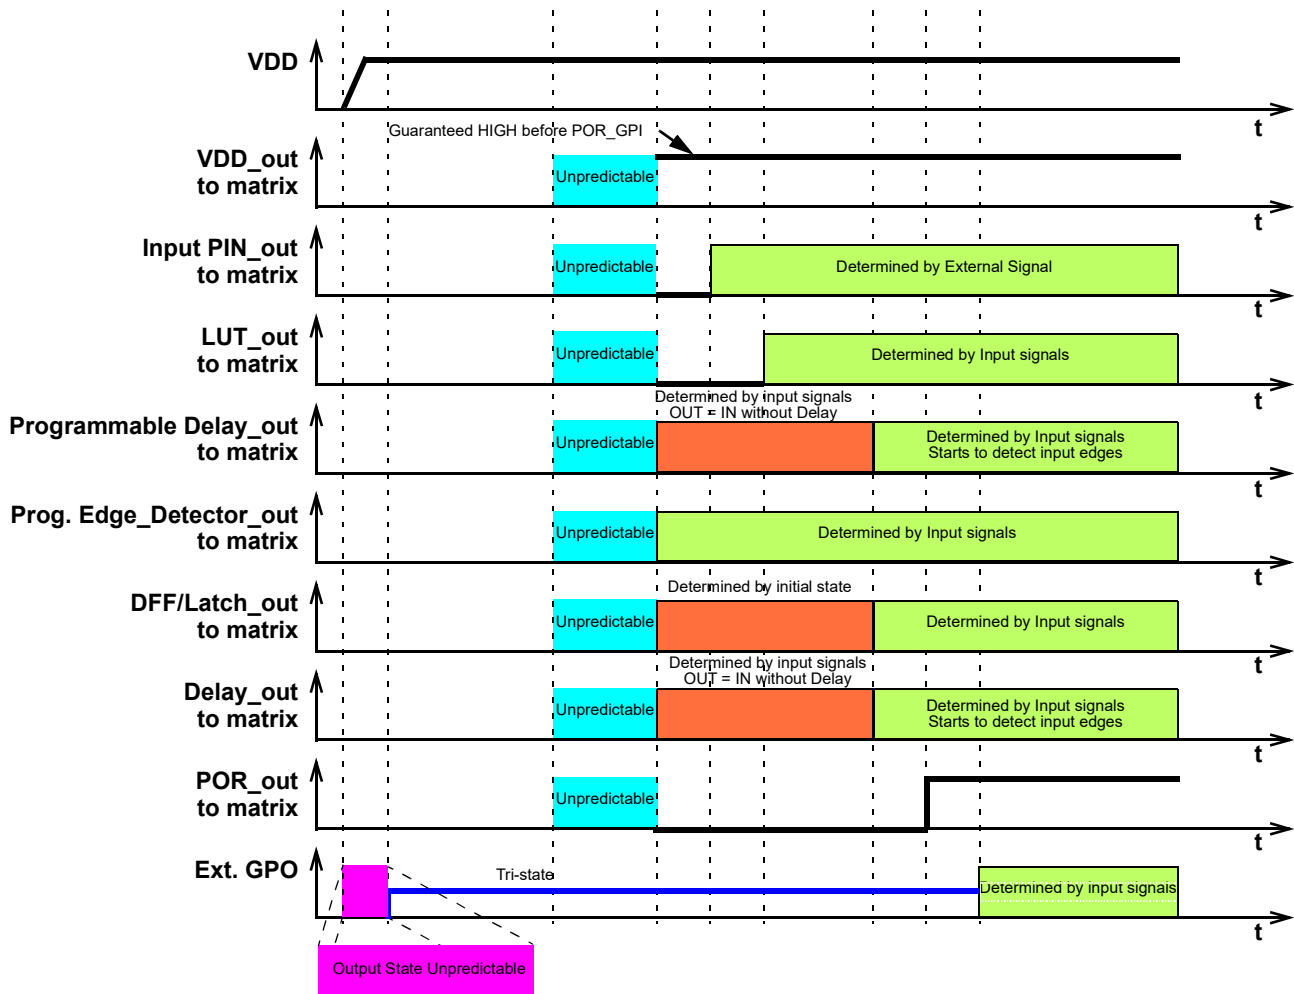 VDD
t
Guaranteed HIGH before POR_GPI
VDD_out
to matrix
Unpredictable
t
Input PIN_out
to matrix
Unpredictable
Determined by External Signal
t
LUT_out
to matrix
Unpredictable
Determined by Input signals
t
Determined by input signals
OUT = IN without Delay
Programmable Delay_out
to matrix
Unpredictable
Determined by Input signals
Starts to detect input edges
t
Prog. Edge_Detector_out
to matrix
Unpredictable
Determined by Input signals
t
Determined by initial state
DFF/Latch_out
to matrix
Unpredictable
Determined by Input signals
t
Determined by input signals
OUT = IN without Delay
Delay_out
to matrix
Unpredictable
Determined by Input signals
Starts to detect input edges
t
POR_out
to matrix
Unpredictable
t
Ext. GPO
Tri-state
Determined by input signals
t
Output State Unpredictable